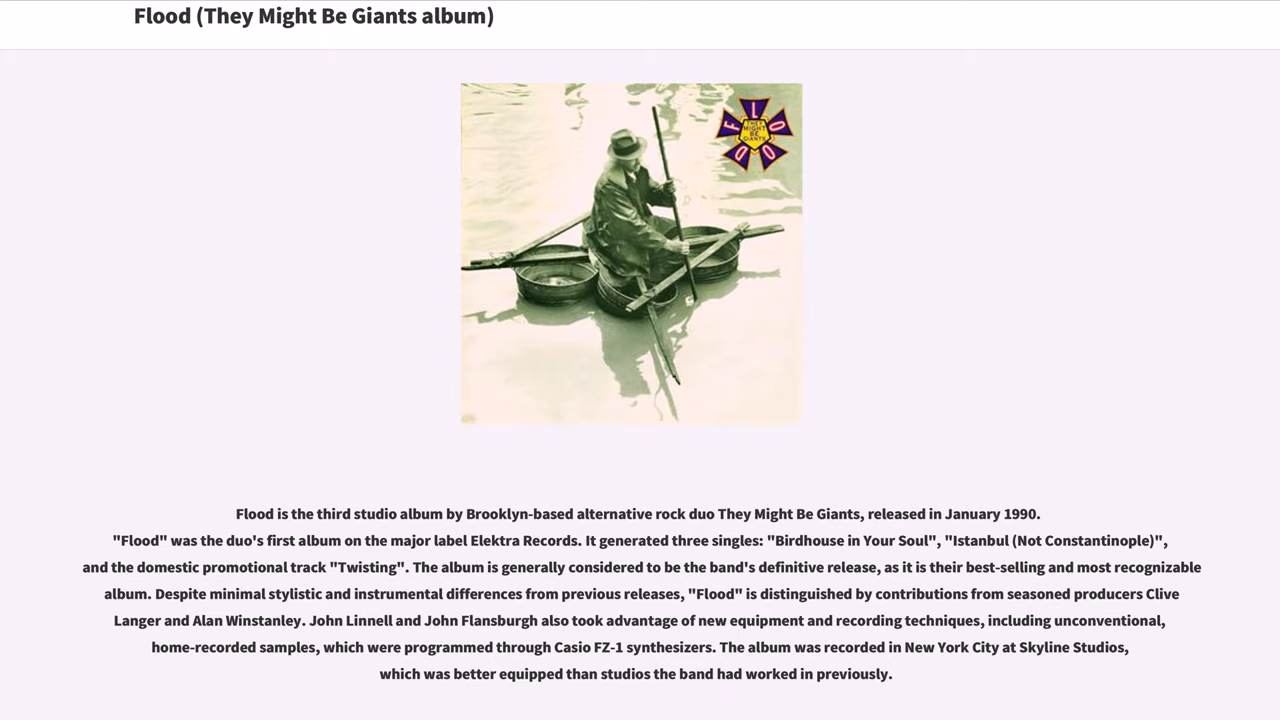 Flood (They Might Be Giants album)
FLOOD
THEY
MIGHT
BE
GIANTS
Flood is the third studio album by Brooklyn-based alternative rock duo They Might Be Giants, released in January 1990.
"Flood" was the duo's first album on the major label Elektra Records. It generated three singles: "Birdhouse in Your Soul", "Istanbul (Not Constantinople)",
and the domestic promotional track "Twisting". The album is generally considered to be the band's definitive release, as it is their best-selling and most recognizable
album. Despite minimal stylistic and instrumental differences from previous releases, "Flood" is distinguished by contributions from seasoned producers Clive
Langer and Alan Winstanley. John Linnell and John Flansburgh also took advantage of new equipment and recording techniques, including unconventional,
home-recorded samples, which were programmed through Casio FZ-1 synthesizers. The album was recorded in New York City at Skyline Studios,
which was better equipped than studios the band had worked in previously.